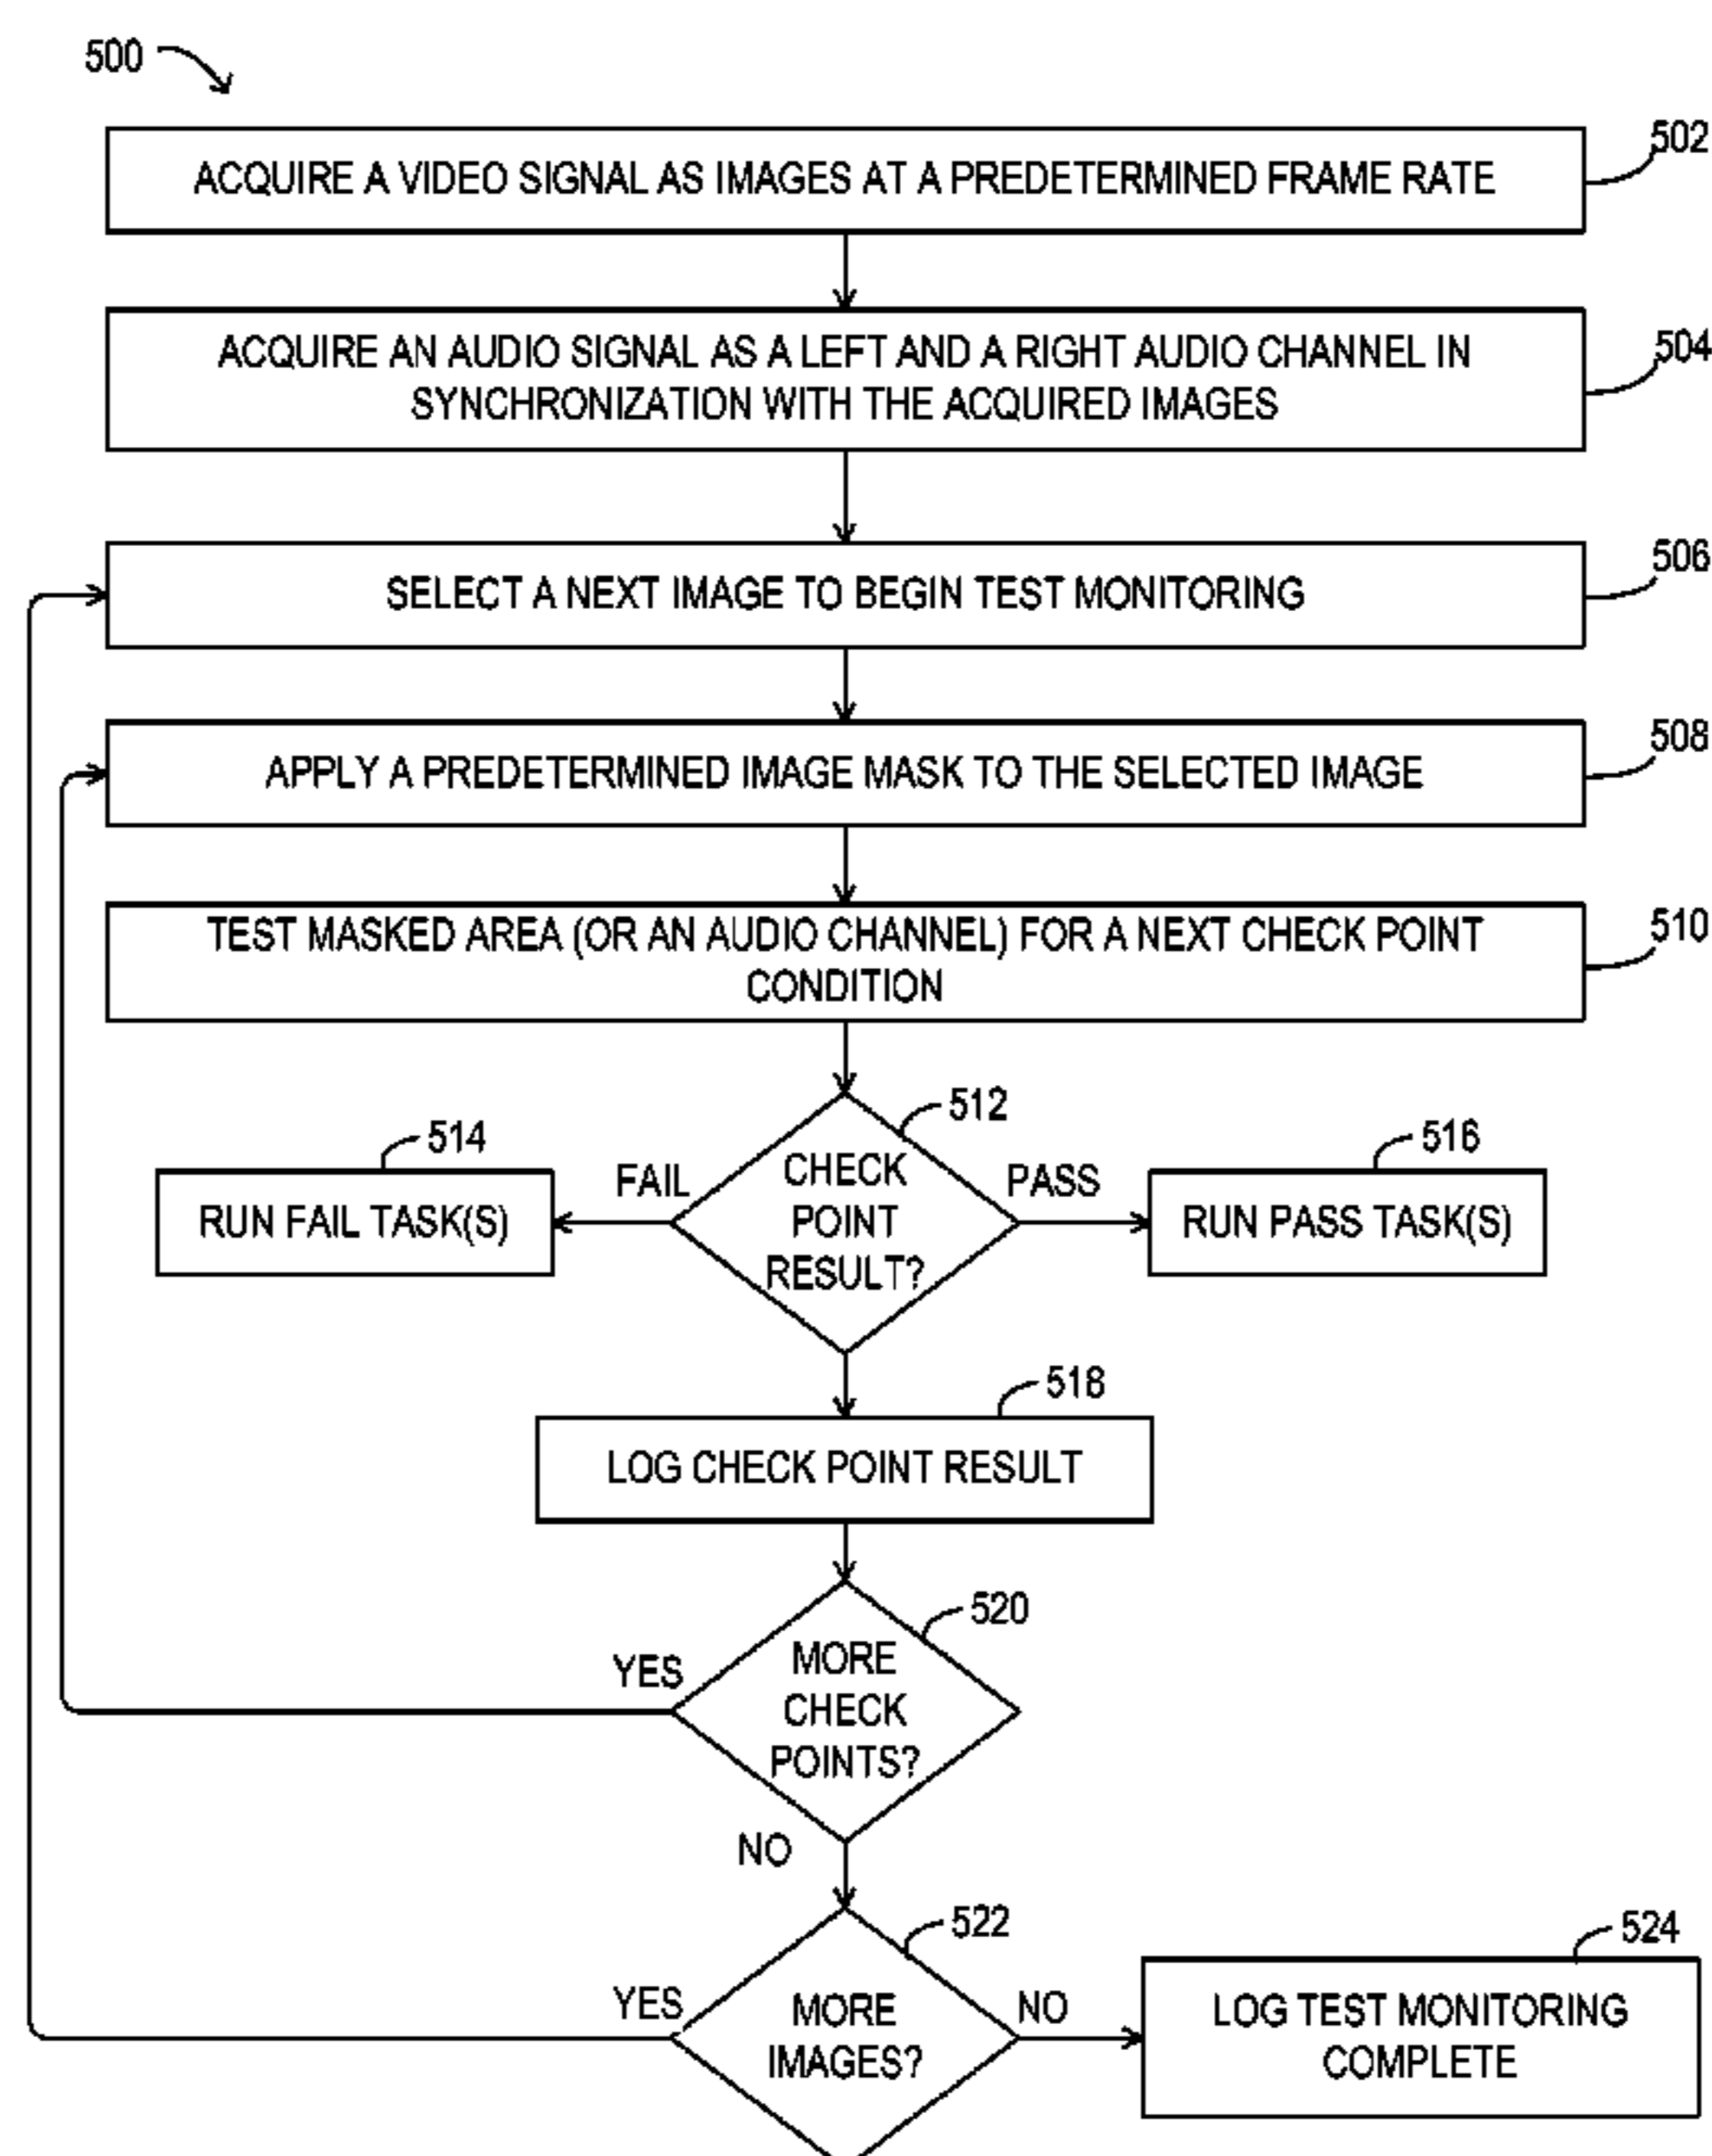 500
ACQUIRE A VIDEO SIGNAL AS IMAGES AT A PREDETERMINED FRAME RATE
502
ACQUIRE AN AUDIO SIGNAL AS A LEFT AND A RIGHT AUDIO CHANNEL IN
SYNCHRONIZATION WITH THE ACQUIRED IMAGES
504
SELECT A NEXT IMAGE TO BEGIN TEST MONITORING
506
APPLY A PREDETERMINED IMAGE MASK TO THE SELECTED IMAGE
508
TEST MASKED AREA (OR AN AUDIO CHANNEL) FOR A NEXT CHECK POINT
CONDITION
510
512
CHECK
POINT
RESULT?
FAIL
514
RUN FAIL TASK(S)
PASS
516
RUN PASS TASK(S)
518
LOG CHECK POINT RESULT
520
MORE
CHECK
POINTS?
YES
NO
522
MORE
IMAGES?
YES
NO
524
LOG TEST MONITORING
COMPLETE